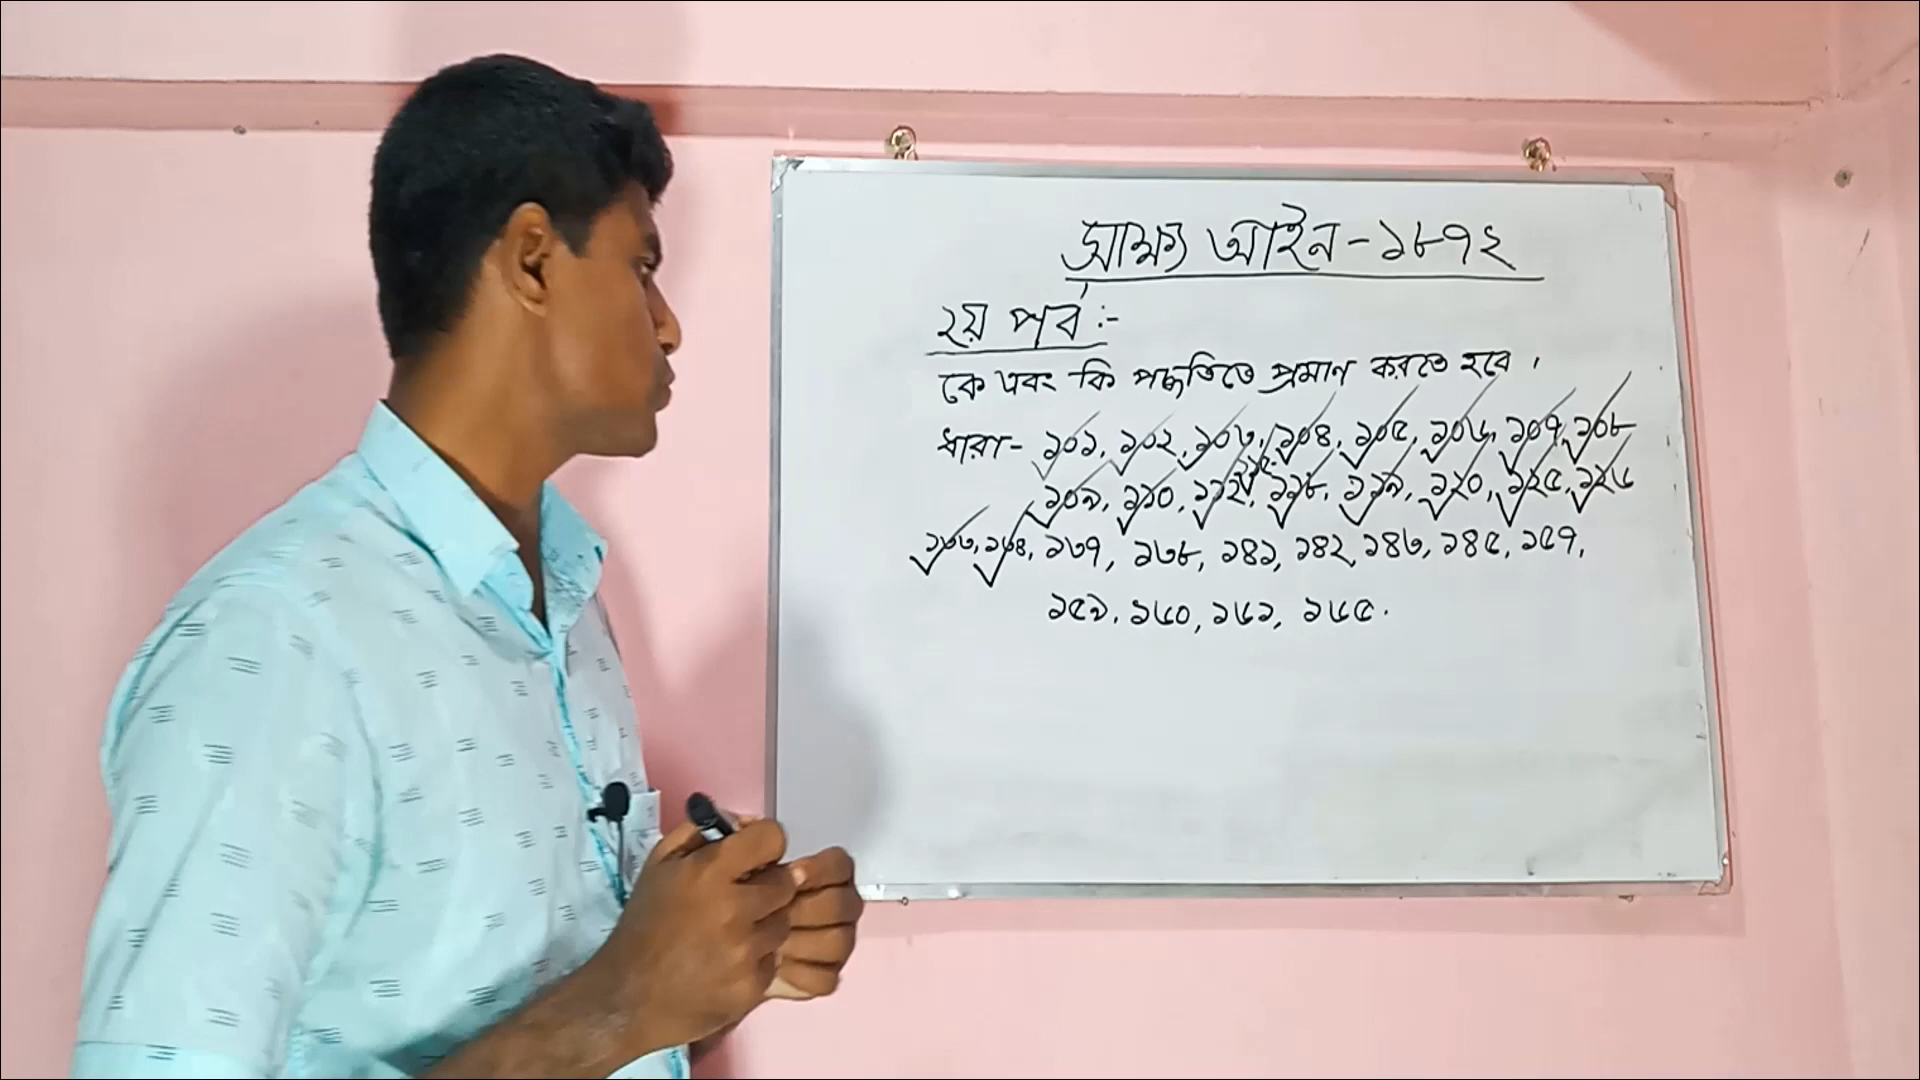 সাক্ষ্য আইন - ১৮৭২
২য় পর্ব :-
কে এবং কি পদ্ধতিতে প্রমাণ করতে হবে ।
ধারা - ১০১, ১০২, ১০৩, ১০৪, ১০৫, ১০৬, ১০৭, ১০৮
১০৯, ১১০, ১১২, ১১৮, ১১৯, ১২০, ১২৫, ১২৬
১৩৩, ১৩৪, ১৩৭, ১৩৮, ১৪১, ১৪২, ১৪৩, ১৪৫, ১৫৭,
১৫৯, ১৬০, ১৬১, ১৬৫.